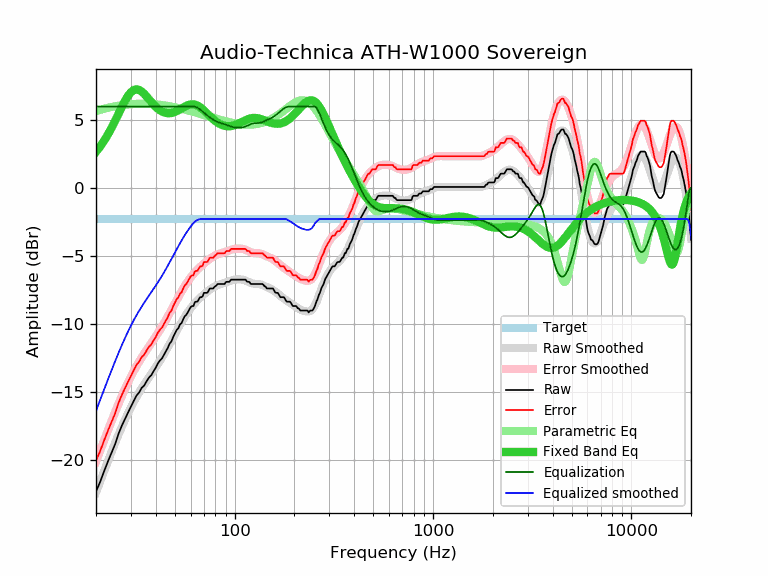 Audio-Technica ATH-W1000 Sovereign
Amplitude (dBr)
5
0
−5
−10
−15
−20
100
1000
10000
Frequency (Hz)
Target
Raw Smoothed
Error Smoothed
Raw
Error
Parametric Eq
Fixed Band Eq
Equalization
Equalized smoothed